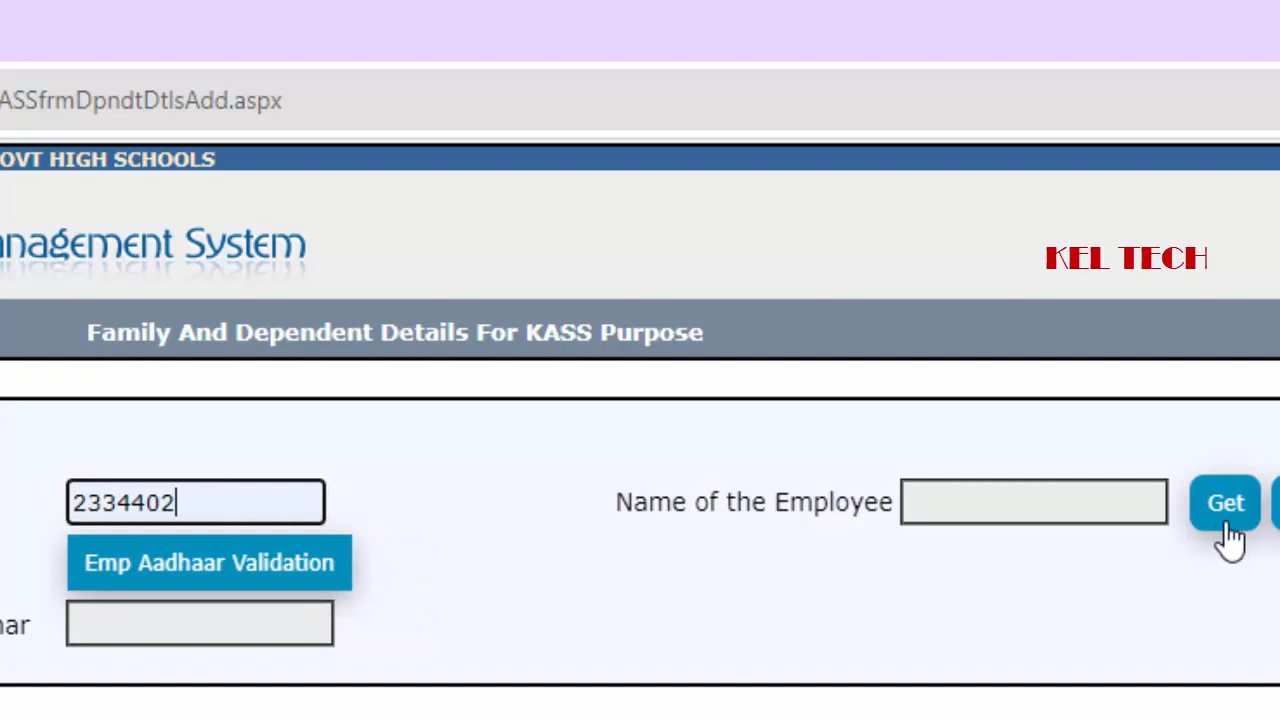 ASSfrmDpndtDtlsAdd.aspx
OVT HIGH SCHOOLS
nagement System
KEL TECH
Family And Dependent Details For KASS Purpose
2334402
Name of the Employee
Get
Emp Aadhaar Validation
har